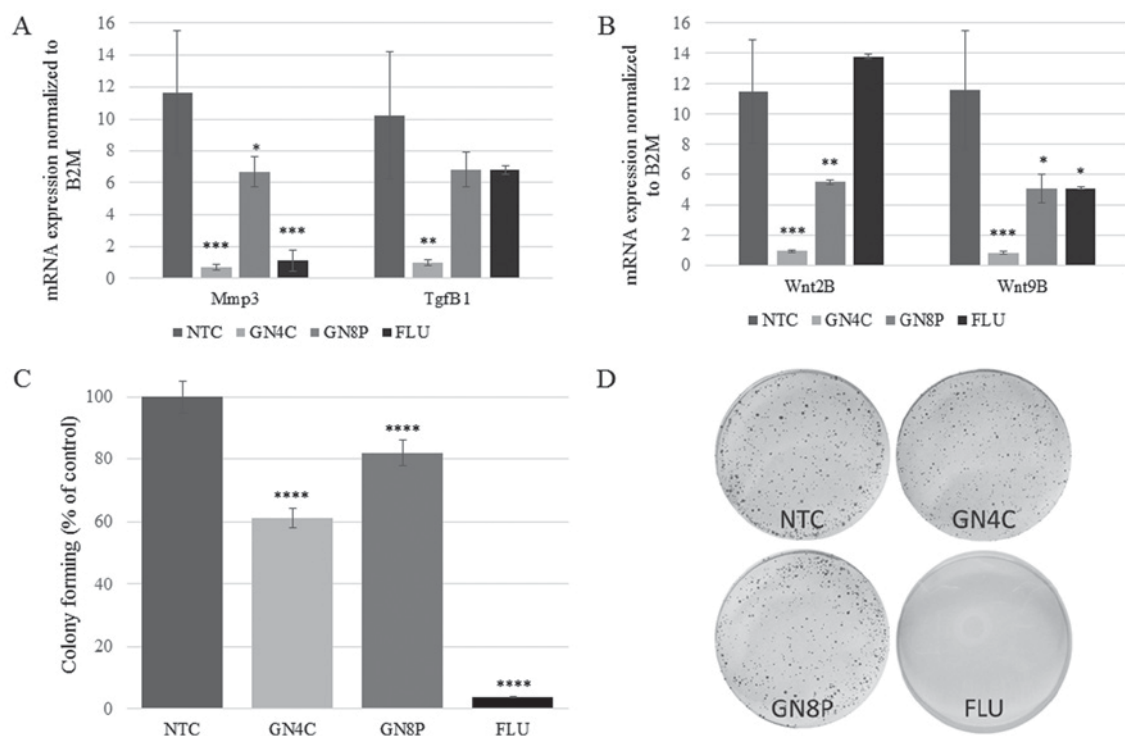 A
mRNA expression normalized to
B2M
16
14
12
10
8
6
4
2
0
***
*
***
**
Mmp3
TgfB1
NTC GN4C GN8P FLU
B
mRNA expression normalized
to B2M
16
14
12
10
8
6
4
2
0
***
**
***
*
*
Wnt2B
Wnt9B
NTC GN4C GN8P FLU
C
Colony forming (% of control)
100
80
60
40
20
0
****
****
****
NTC GN4C GN8P FLU
D
NTC
GN4C
GN8P
FLU